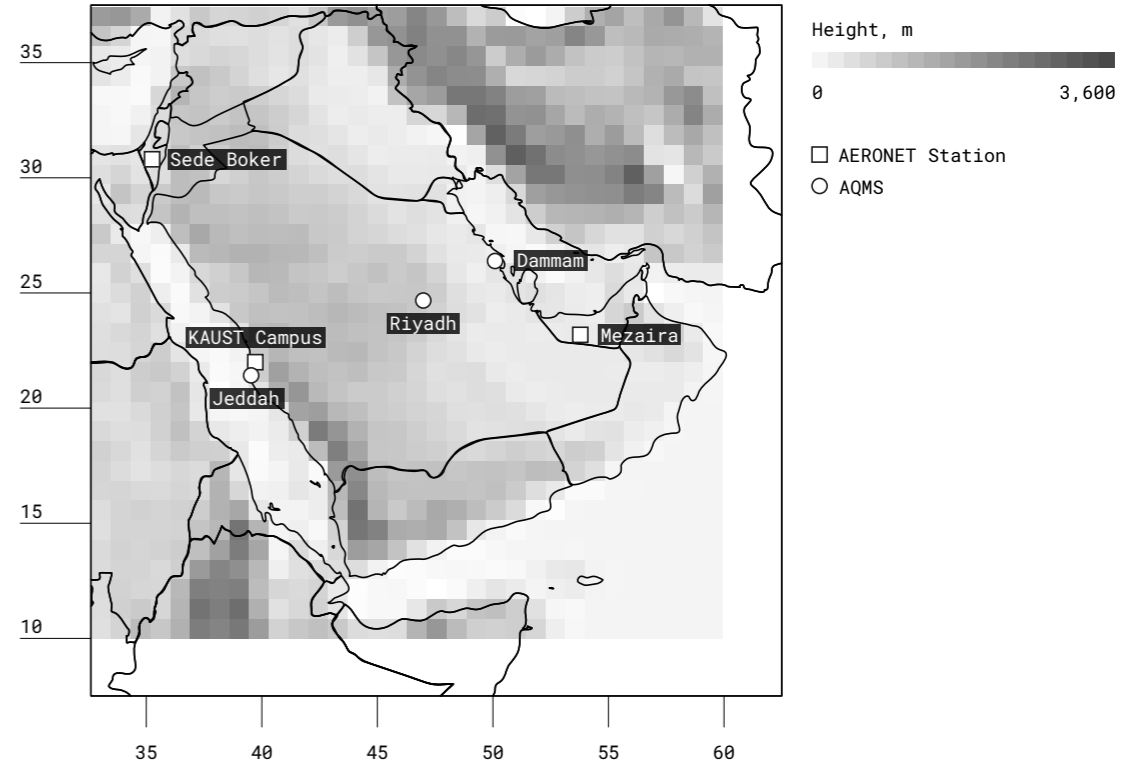 Height, m
0 3,600
AERONET Station
AQMS
35
30
25
20
15
10
Sede Boker
Dammam
Riyadh
KAUST Campus
Mezaira
Jeddah
35 40 45 50 55 60